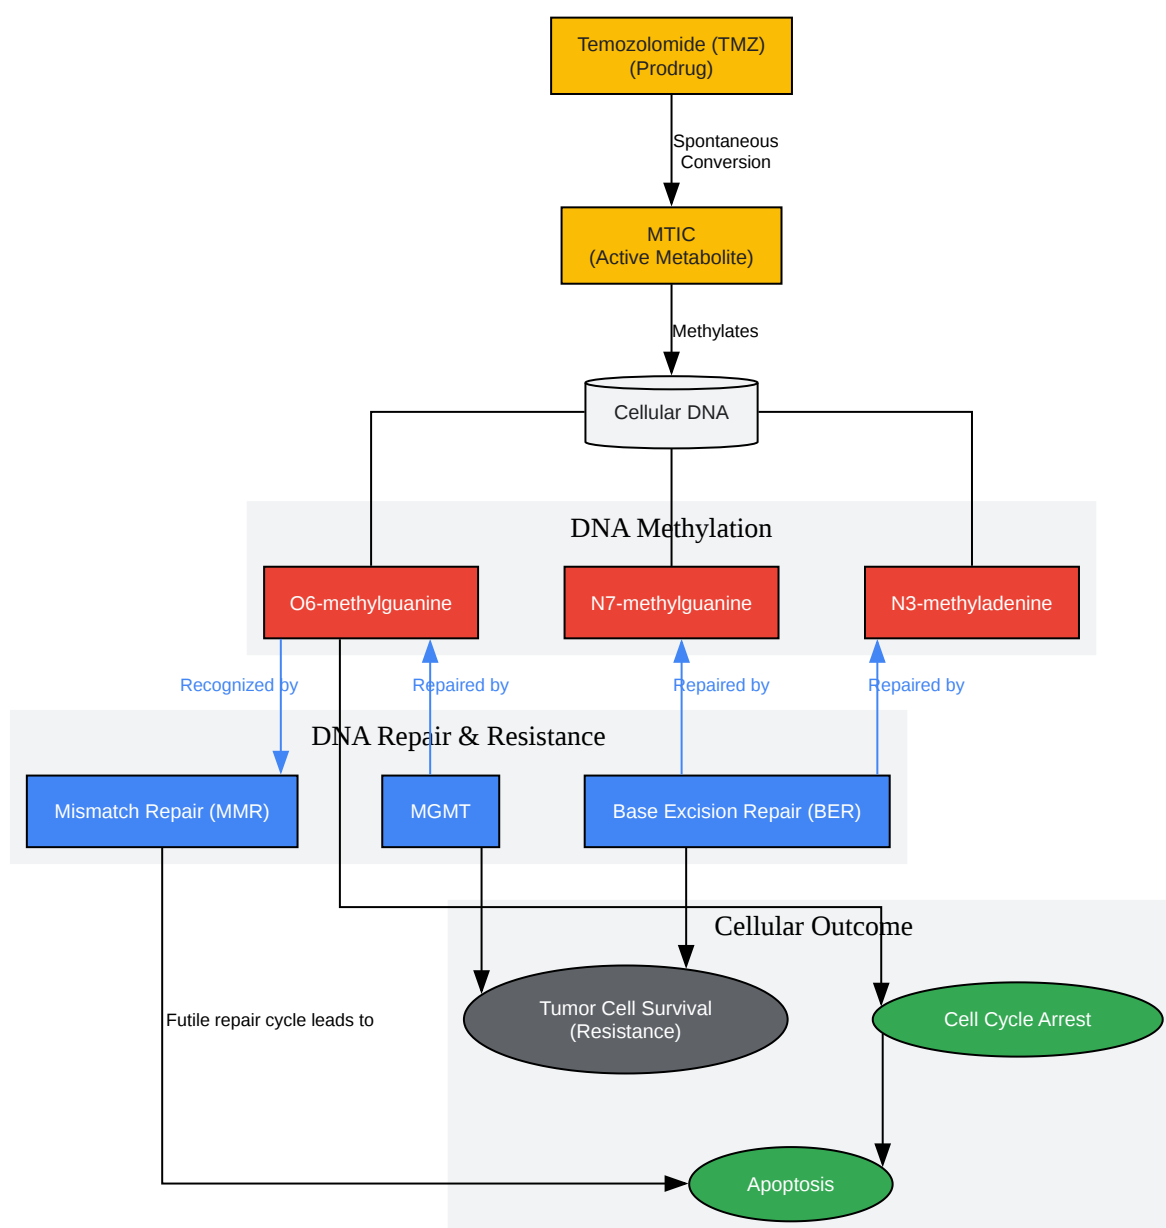 Temozolomide (TMZ)
(Prodrug)
Spontaneous
Conversion
MTIC
(Active Metabolite)
Methylates
Cellular DNA
DNA Methylation
O6-methylguanine
N7-methylguanine
N3-methyladenine
Recognized by
Repaired by
Repaired by
Repaired by
DNA Repair & Resistance
Mismatch Repair (MMR)
MGMT
Base Excision Repair (BER)
Cellular Outcome
Tumor Cell Survival
(Resistance)
Cell Cycle Arrest
Futile repair cycle leads to
Apoptosis